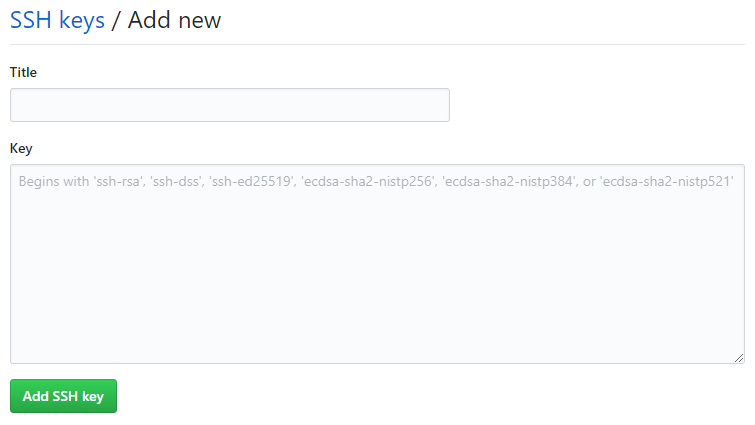 SSH keys / Add new
Title
Key
Begins with 'ssh-rsa', 'ssh-dss', 'ssh-ed25519', 'ecdsa-sha2-nistp256', 'ecdsa-sha2-nistp384', or 'ecdsa-sha2-nistp521'
Add SSH key